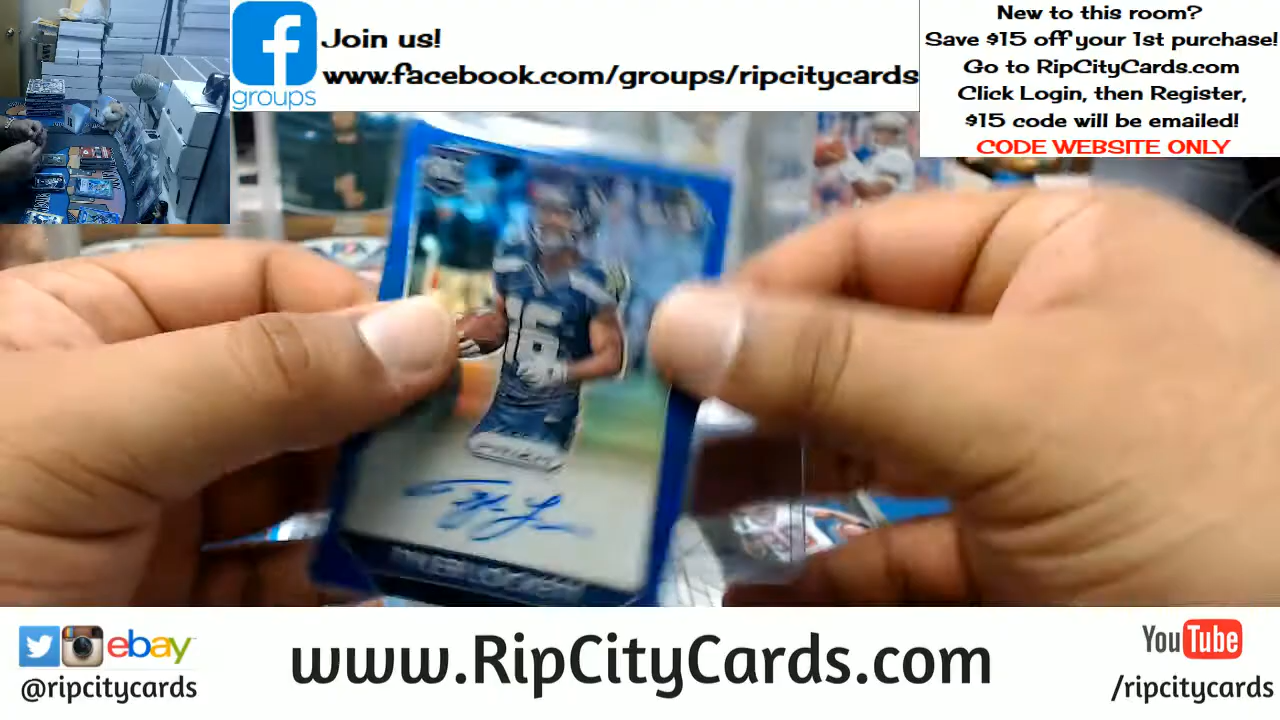 Join us!
www.facebook.com/groups/ripcitycards
groups
New to this room?
Save $15 off your 1st purchase!
Go to RipCityCards.com
Click Login, then Register,
$15 code will be emailed!
CODE WEBSITE ONLY
16
TYLER LOCKETT
ebay
@ripcitycards
www.RipCityCards.com
YouTube
/ripcitycards